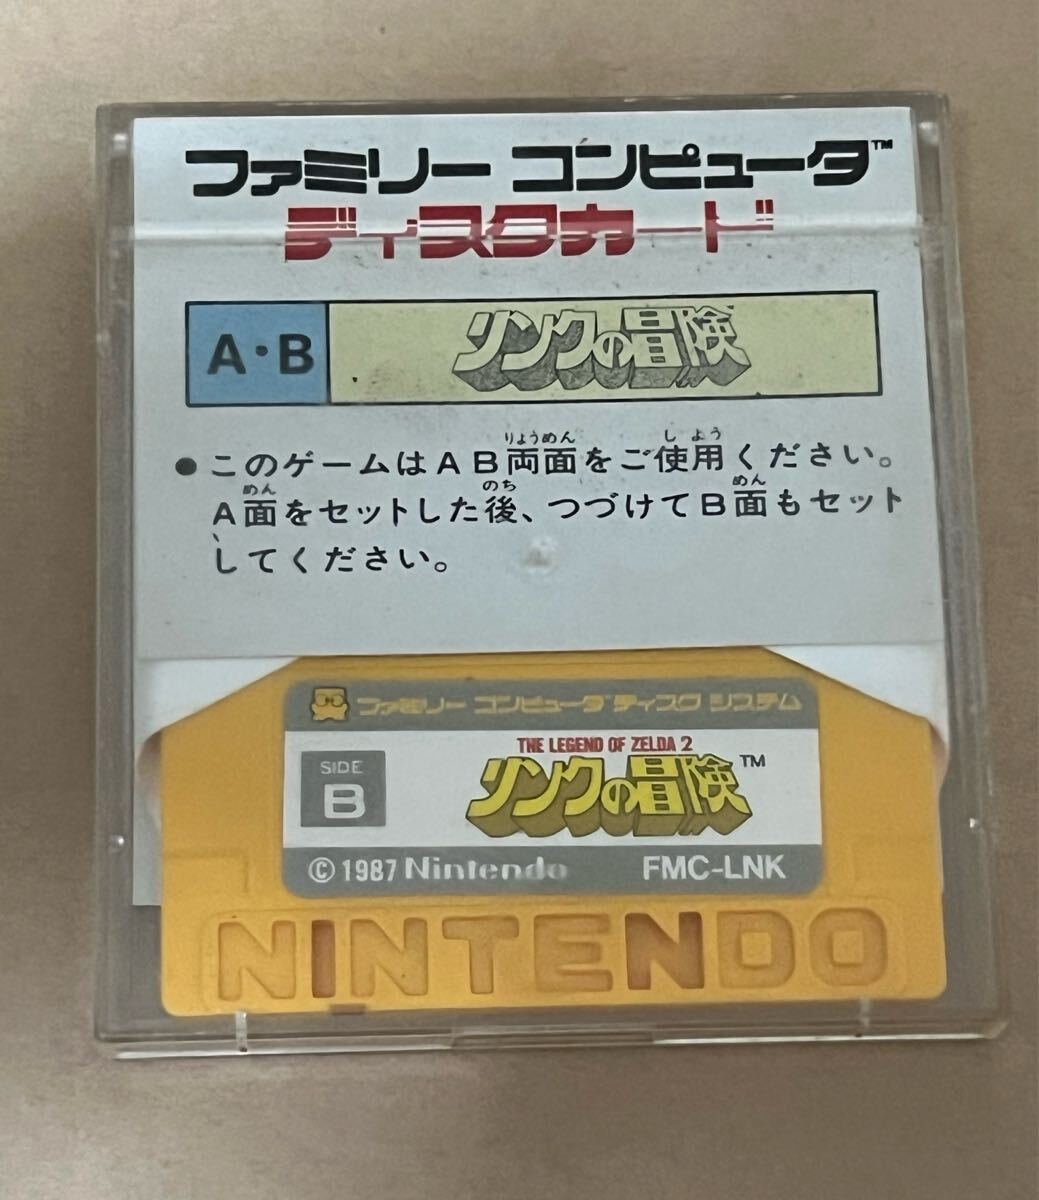 ファミリー コンピュータ™
ディスクカード
A・B
リンクの冒険
りょうめん しよう
●このゲームはAB両面をご使用ください。
めん のち めん
A面をセットした後、つづけてB面もセット
してください。
ファミリー コンピュータ ディスク システム
THE LEGEND OF ZELDA 2
リンクの冒険™
SIDE
B
©1987 Nintendo
FMC-LNK
NINTENDO